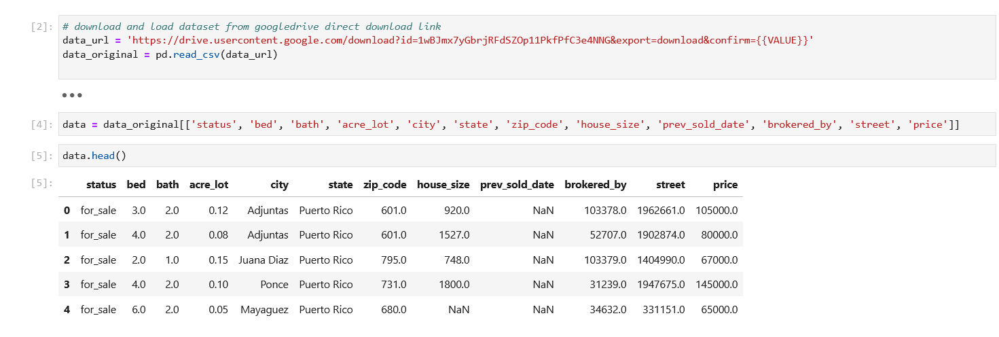 [2]: # download and load dataset from googledrive direct download link
data_url = 'https://drive.usercontent.google.com/download?id=1wBJmx7yGbrjRFdSZOp11PkfPfC3e4NNG&export=download&confirm={{VALUE}}'
data_original = pd.read_csv(data_url)
•••
[4]: data = data_original[['status', 'bed', 'bath', 'acre_lot', 'city', 'state', 'zip_code', 'house_size', 'prev_sold_date', 'brokered_by', 'street', 'price']]
[5]: data.head()
[5]: status bed bath acre_lot city state zip_code house_size prev_sold_date brokered_by street price
0 for_sale 3.0 2.0 0.12 Adjuntas Puerto Rico 601.0 920.0 NaN 103378.0 1962661.0 105000.0
1 for_sale 4.0 2.0 0.08 Adjuntas Puerto Rico 601.0 1527.0 NaN 52707.0 1902874.0 80000.0
2 for_sale 2.0 1.0 0.15 Juana Diaz Puerto Rico 795.0 748.0 NaN 103379.0 1404990.0 67000.0
3 for_sale 4.0 2.0 0.10 Ponce Puerto Rico 731.0 1800.0 NaN 31239.0 1947675.0 145000.0
4 for_sale 6.0 2.0 0.05 Mayaguez Puerto Rico 680.0 NaN NaN 34632.0 331151.0 65000.0